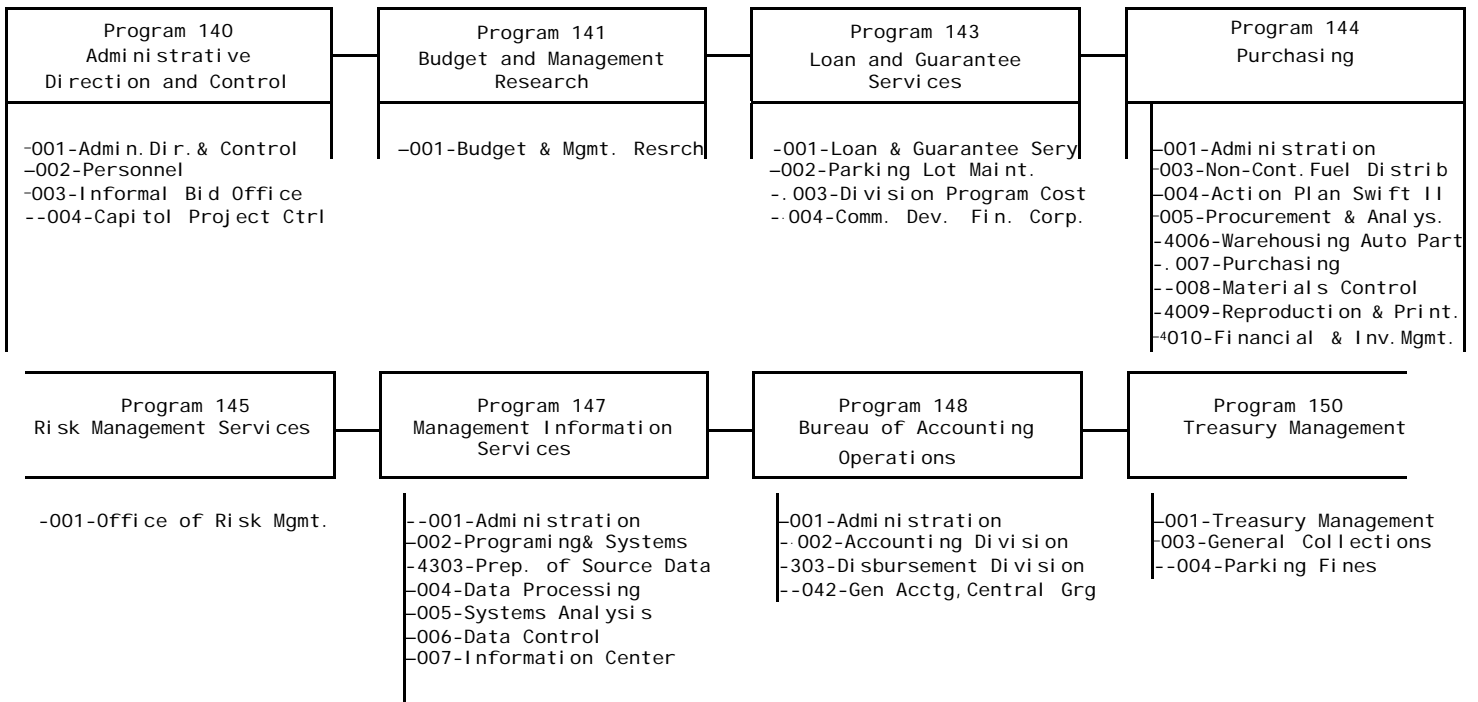 Program 140
Administrative
Direction and Control
Program 141
Budget and Management
Research
Program 143
Loan and Guarantee
Services
Program 144
Purchasing
-001-Admin.Dir.& Control
–002-Personnel
-003-Informal Bid Office
--004-Capitol Project Ctrl
–001-Budget & Mgmt. Resrch
-001-Loan & Guarantee Serv
–002-Parking Lot Maint.
-.003-Division Program Cost
-.004-Comm. Dev. Fin. Corp.
–001-Administration
-003-Non-Cont.Fuel Distrib
–004-Action Plan Swift II
-005-Procurement & Analys.
-4006-Warehousing Auto Part
-.007-Purchasing
--008-Materials Control
-4009-Reproduction & Print.
-4010-Financial & Inv.Mgmt.
Program 145
Risk Management Services
Program 147
Management Information
Services
Program 148
Bureau of Accounting
Operations
Program 150
Treasury Management
-001-Office of Risk Mgmt.
--001-Administration
–002-Programing& Systems
-4303-Prep. of Source Data
–004-Data Processing
–005-Systems Analysis
–006-Data Control
–007-Information Center
–001-Administration
-.002-Accounting Division
-303-Disbursement Division
--042-Gen Acctg,Central Grg
–001-Treasury Management
-003-General Collections
--004-Parking Fines